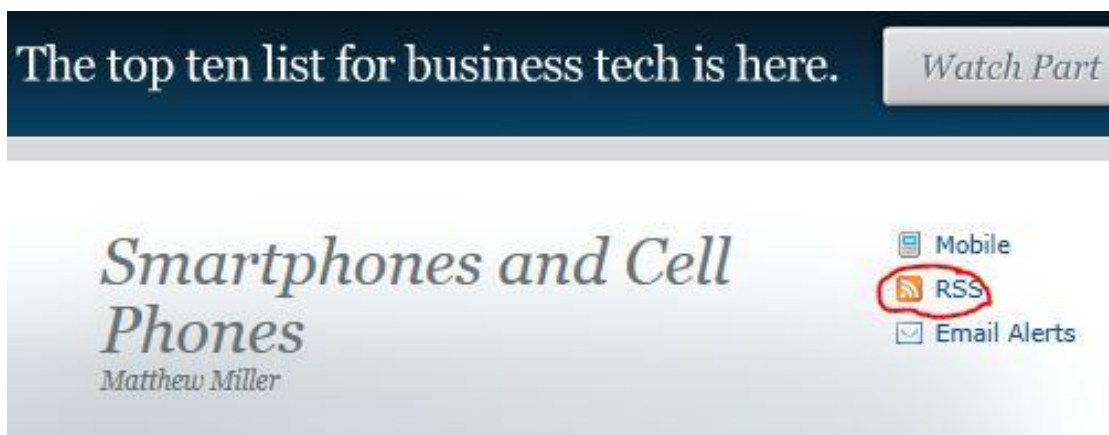 The top ten list for business tech is here.
Watch Part
Smartphones and Cell
Phones
Matthew Miller
Mobile
RSS
Email Alerts